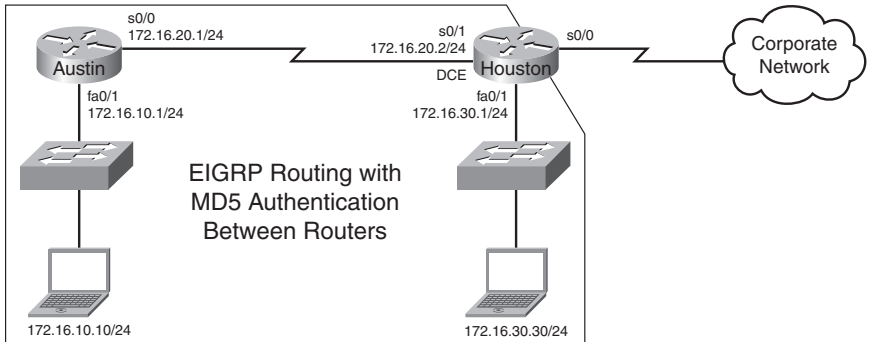 s0/0
172.16.20.1/24
Austin
fa0/1
172.16.10.1/24
s0/1
172.16.20.2/24
DCE
Houston
s0/0
fa0/1
172.16.30.1/24
Corporate
Network
EIGRP Routing with
MD5 Authentication
Between Routers
172.16.10.10/24
172.16.30.30/24